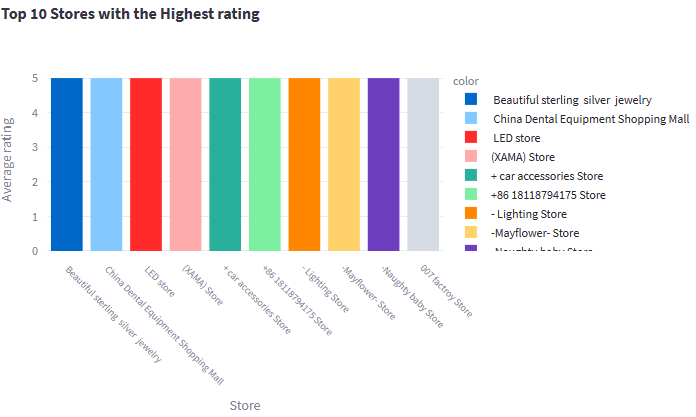 Top 10 Stores with the Highest rating
Average rating
5
4
3
2
1
0
Beautiful sterling silver jewelry
China Dental Equipment Shopping Mall
LED store
(XAMA) Store
+ car accessories Store
+86 18118794175 Store
- Lighting Store
-Mayflower- Store
-Naughty baby Store
007 factroy Store
Store
color
Beautiful sterling silver jewelry
China Dental Equipment Shopping Mall
LED store
(XAMA) Store
+ car accessories Store
+86 18118794175 Store
- Lighting Store
-Mayflower- Store
-Naughty baby Store